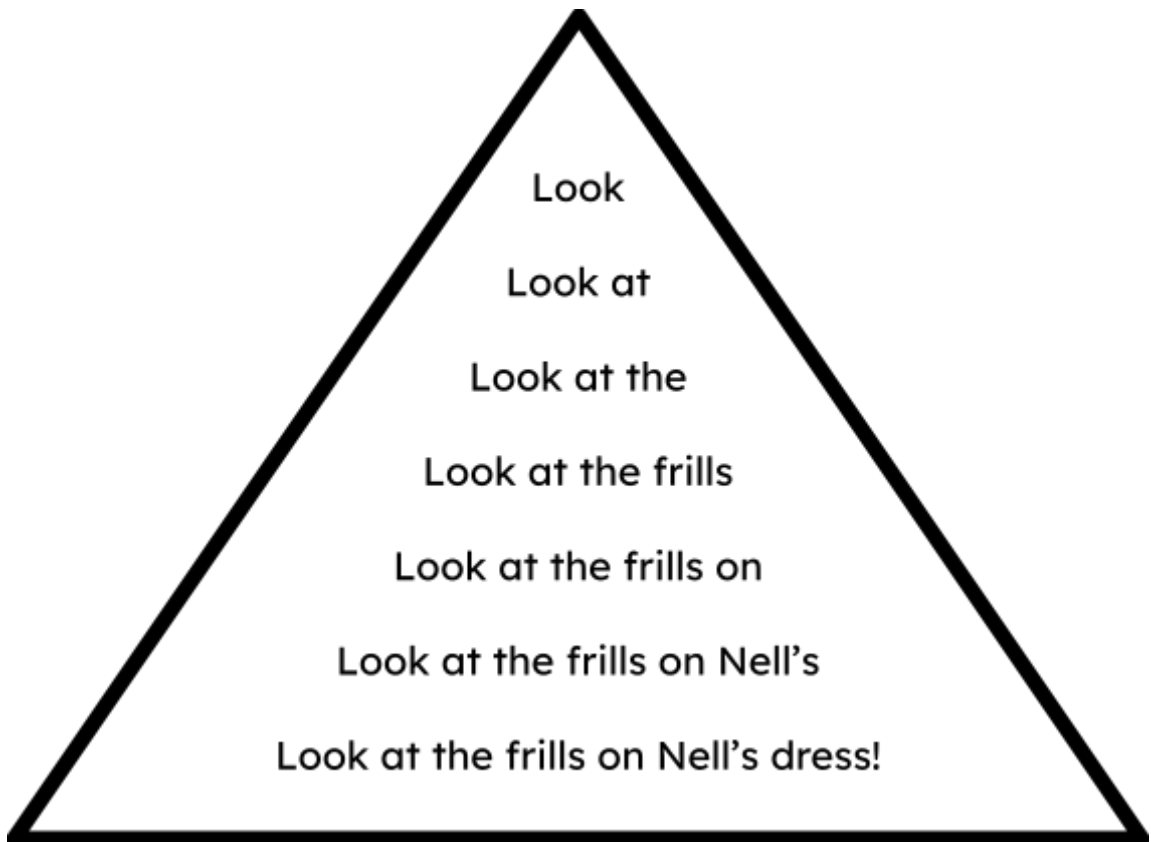 Look
Look at
Look at the
Look at the frills
Look at the frills on
Look at the frills on Nell’s
Look at the frills on Nell’s dress!